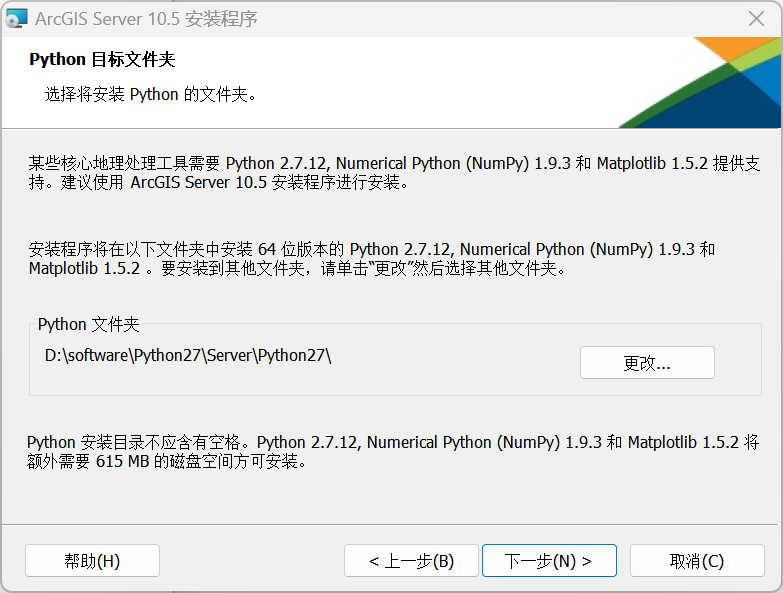 ArcGIS Server 10.5 安装程序
Python 目标文件夹
选择将安装 Python 的文件夹。
某些核心地理处理工具需要 Python 2.7.12, Numerical Python (NumPy) 1.9.3 和 Matplotlib 1.5.2 提供支
持。建议使用 ArcGIS Server 10.5 安装程序进行安装。
安装程序将在以下文件夹中安装 64 位版本的 Python 2.7.12, Numerical Python (NumPy) 1.9.3 和
Matplotlib 1.5.2 。要安装到其他文件夹，请单击“更改”然后选择其他文件夹。
Python 文件夹
D:\software\Python27\Server\Python27\
更改...
Python 安装目录不应含有空格。Python 2.7.12, Numerical Python (NumPy) 1.9.3 和 Matplotlib 1.5.2 将
额外需要 615 MB 的磁盘空间方可安装。
帮助(H)
< 上一步(B)
下一步(N) >
取消(C)